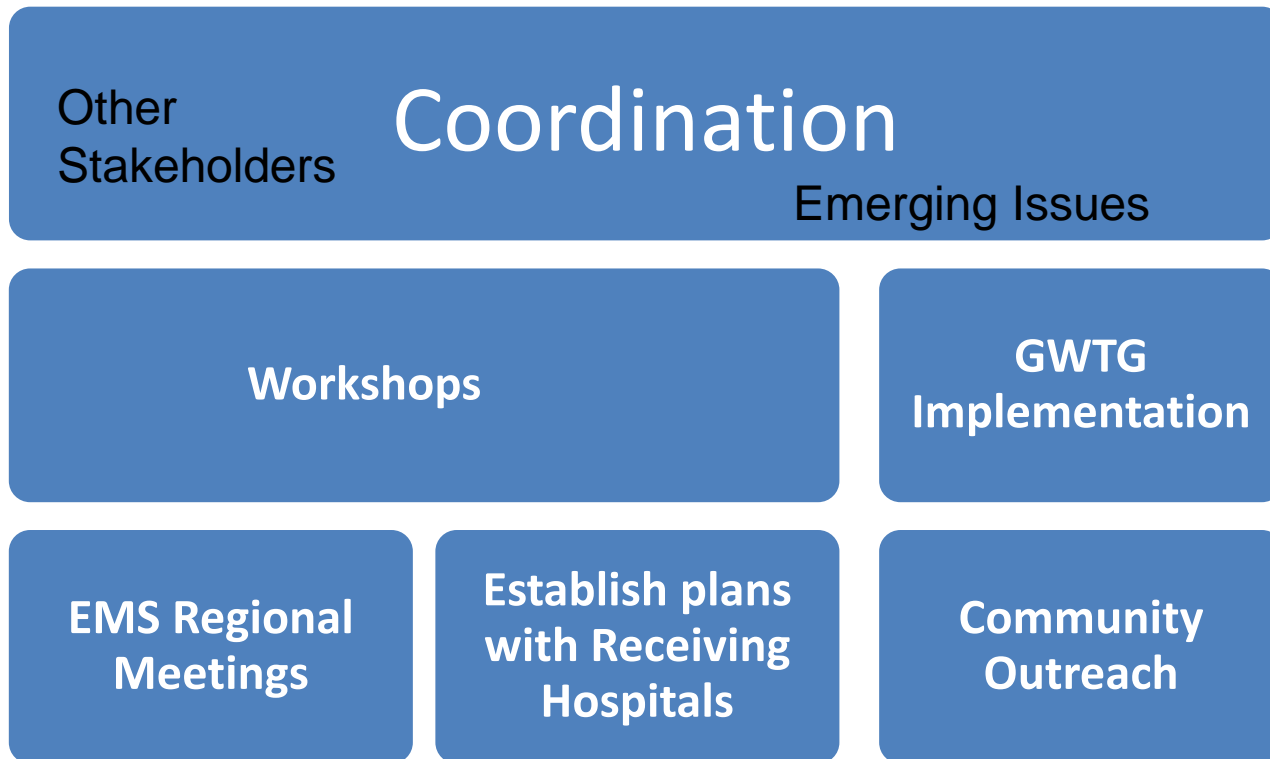 Other
Stakeholders
Coordination
Emerging Issues
Workshops
GWTG
Implementation
EMS Regional
Meetings
Establish plans
with Receiving
Hospitals
Community
Outreach